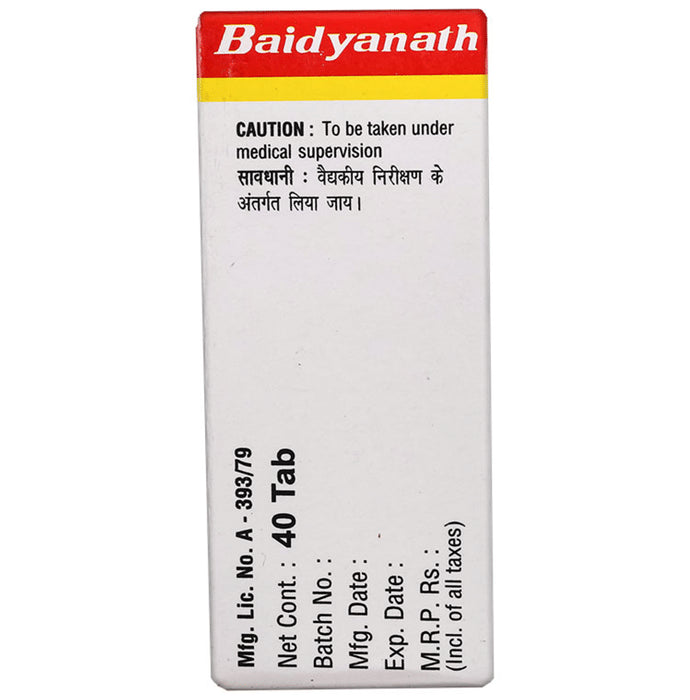 Baidyanath
CAUTION : To be taken under
medical supervision
सावधानी : वैद्यकीय निरीक्षण के
अंतर्गत लिया जाय।
Mfg. Lic. No. A - 393/79
Net Cont. : 40 Tab
Batch No. :
Mfg. Date :
Exp. Date :
M.R.P. Rs. :
(Incl. of all taxes)